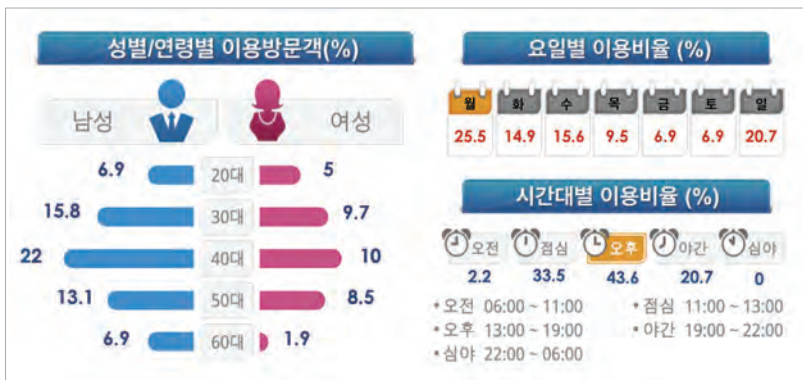 성별/연령별 이용방문객(%)
남성 여성
6.9 20대 5
15.8 30대 9.7
22 40대 10
13.1 50대 8.5
6.9 60대 1.9
요일별 이용비율 (%)
월 화 수 목 금 토 일
25.5 14.9 15.6 9.5 6.9 6.9 20.7
시간대별 이용비율 (%)
오전 점심 오후 야간 심야
2.2 33.5 43.6 20.7 0
• 오전 06:00 ~ 11:00 • 점심 11:00 ~ 13:00
• 오후 13:00 ~ 19:00 • 야간 19:00 ~ 22:00
• 심야 22:00 ~ 06:00